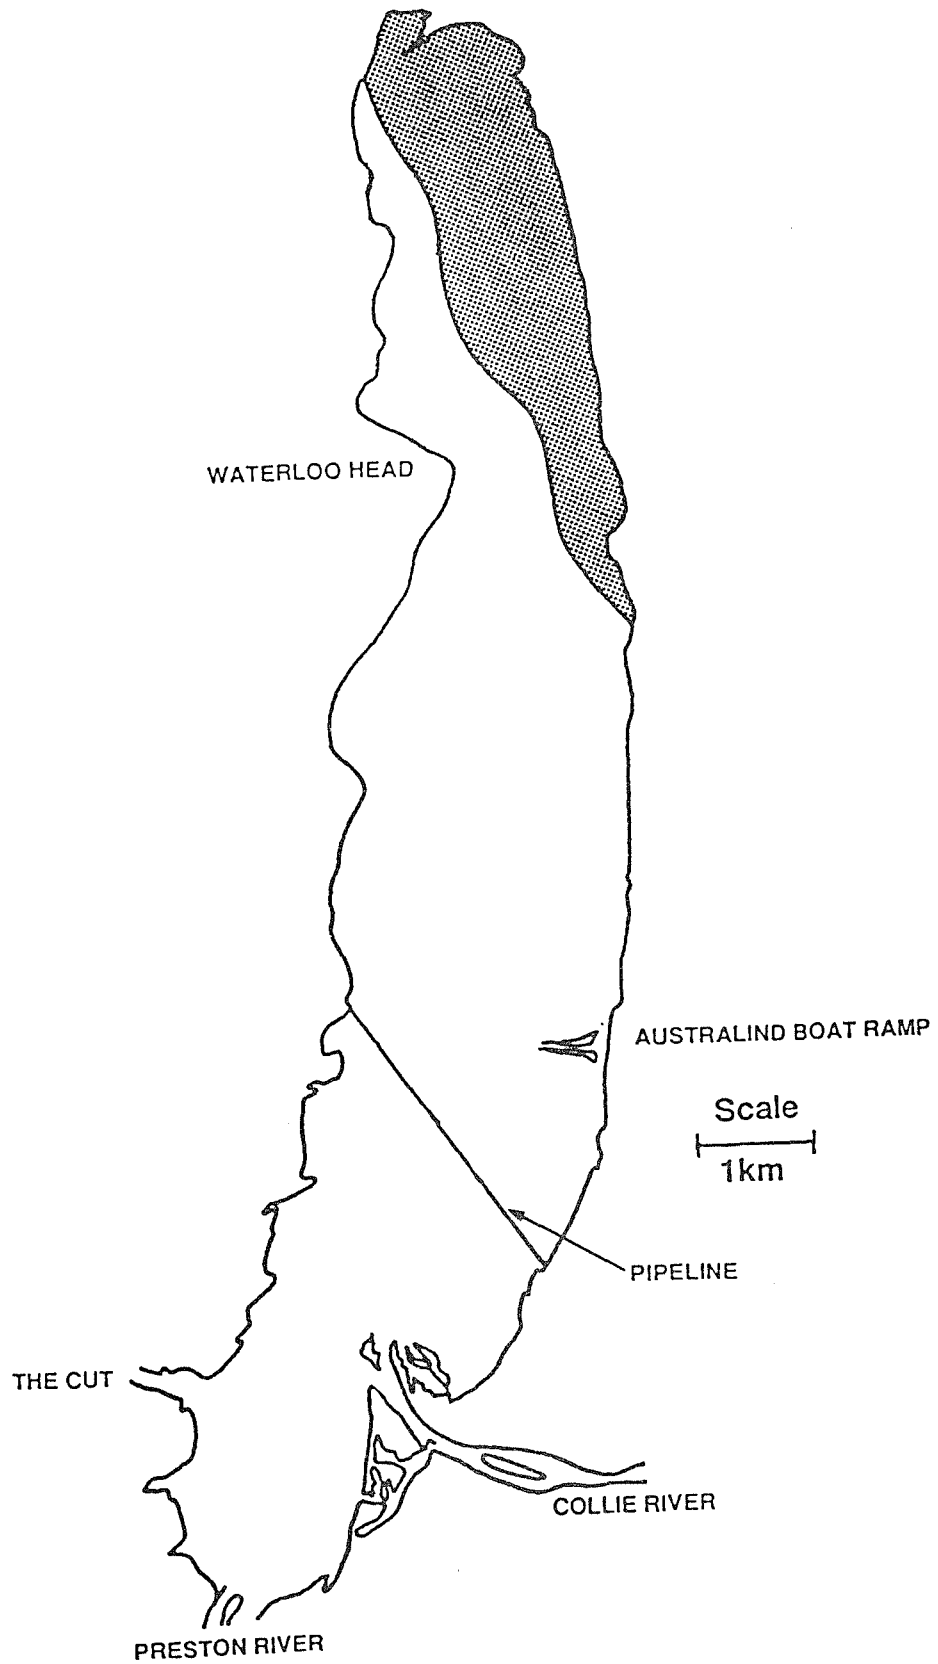 WATERLOO HEAD
AUSTRALIND BOAT RAMP
Scale
1km
PIPELINE
THE CUT
COLLIE RIVER
PRESTON RIVER